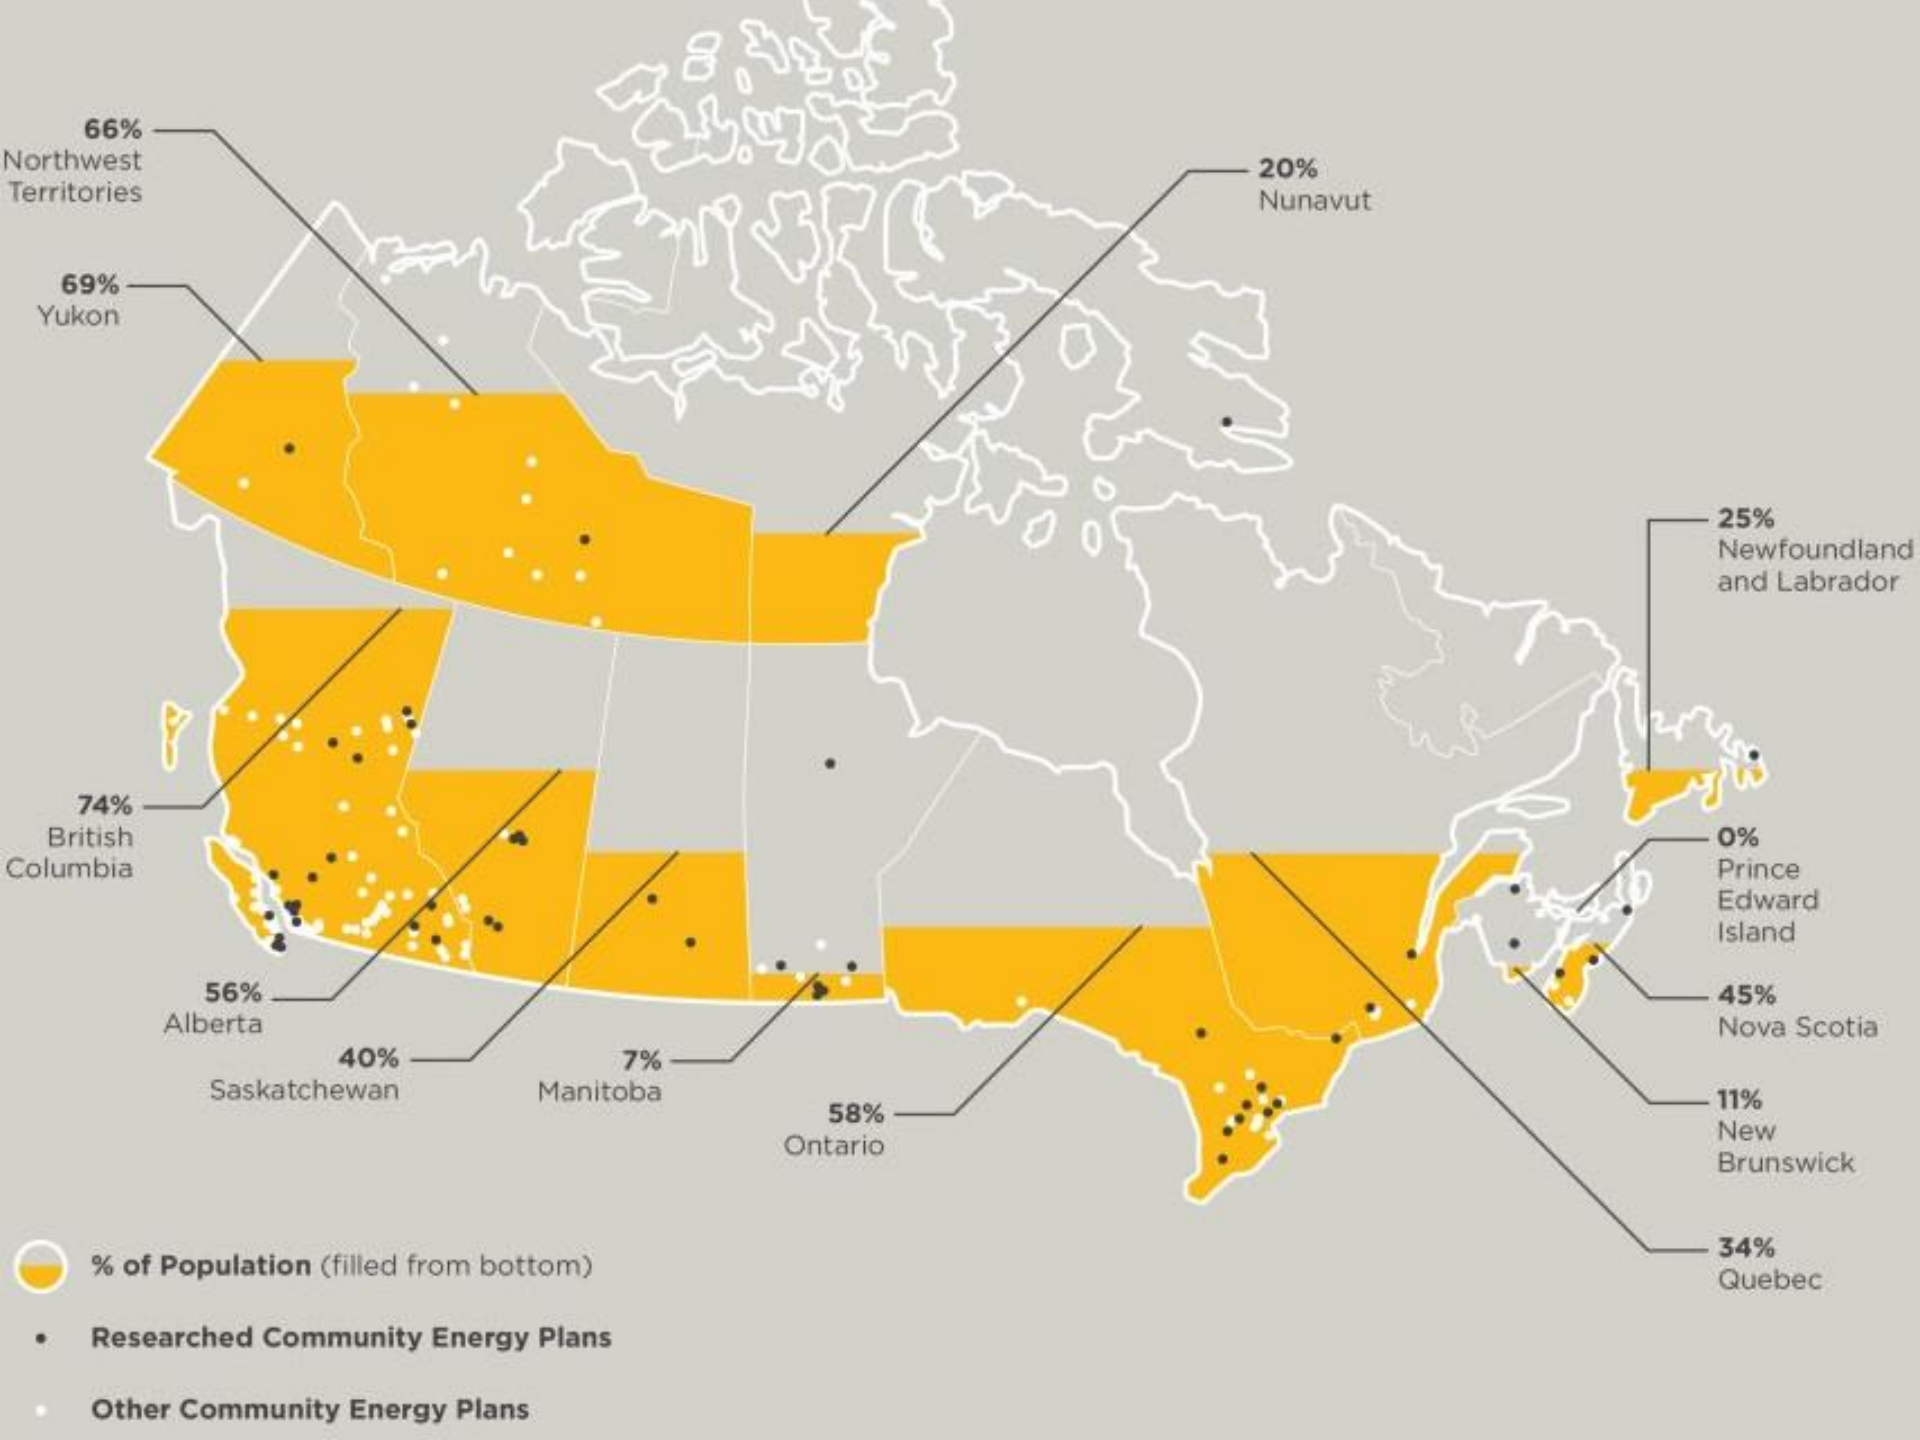 66%
Northwest
Territories
20%
Nunavut
69%
Yukon
25%
Newfoundland
and Labrador
74%
British
Columbia
0%
Prince
Edward
Island
56%
Alberta
45%
Nova Scotia
40%
Saskatchewan
7%
Manitoba
58%
Ontario
11%
New
Brunswick
34%
Quebec
% of Population (filled from bottom)
Researched Community Energy Plans
Other Community Energy Plans